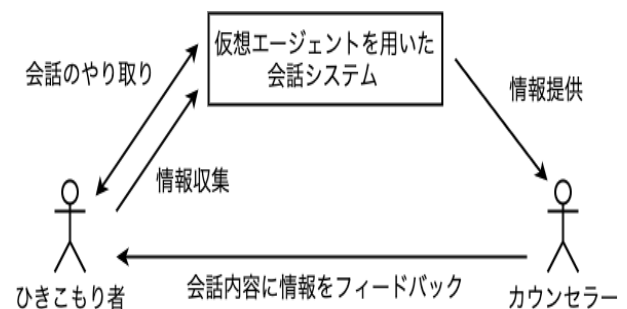 仮想エージェントを用いた
会話システム
会話のやり取り
情報提供
情報収集
会話内容に情報をフィードバック
ひきこもり者
カウンセラー